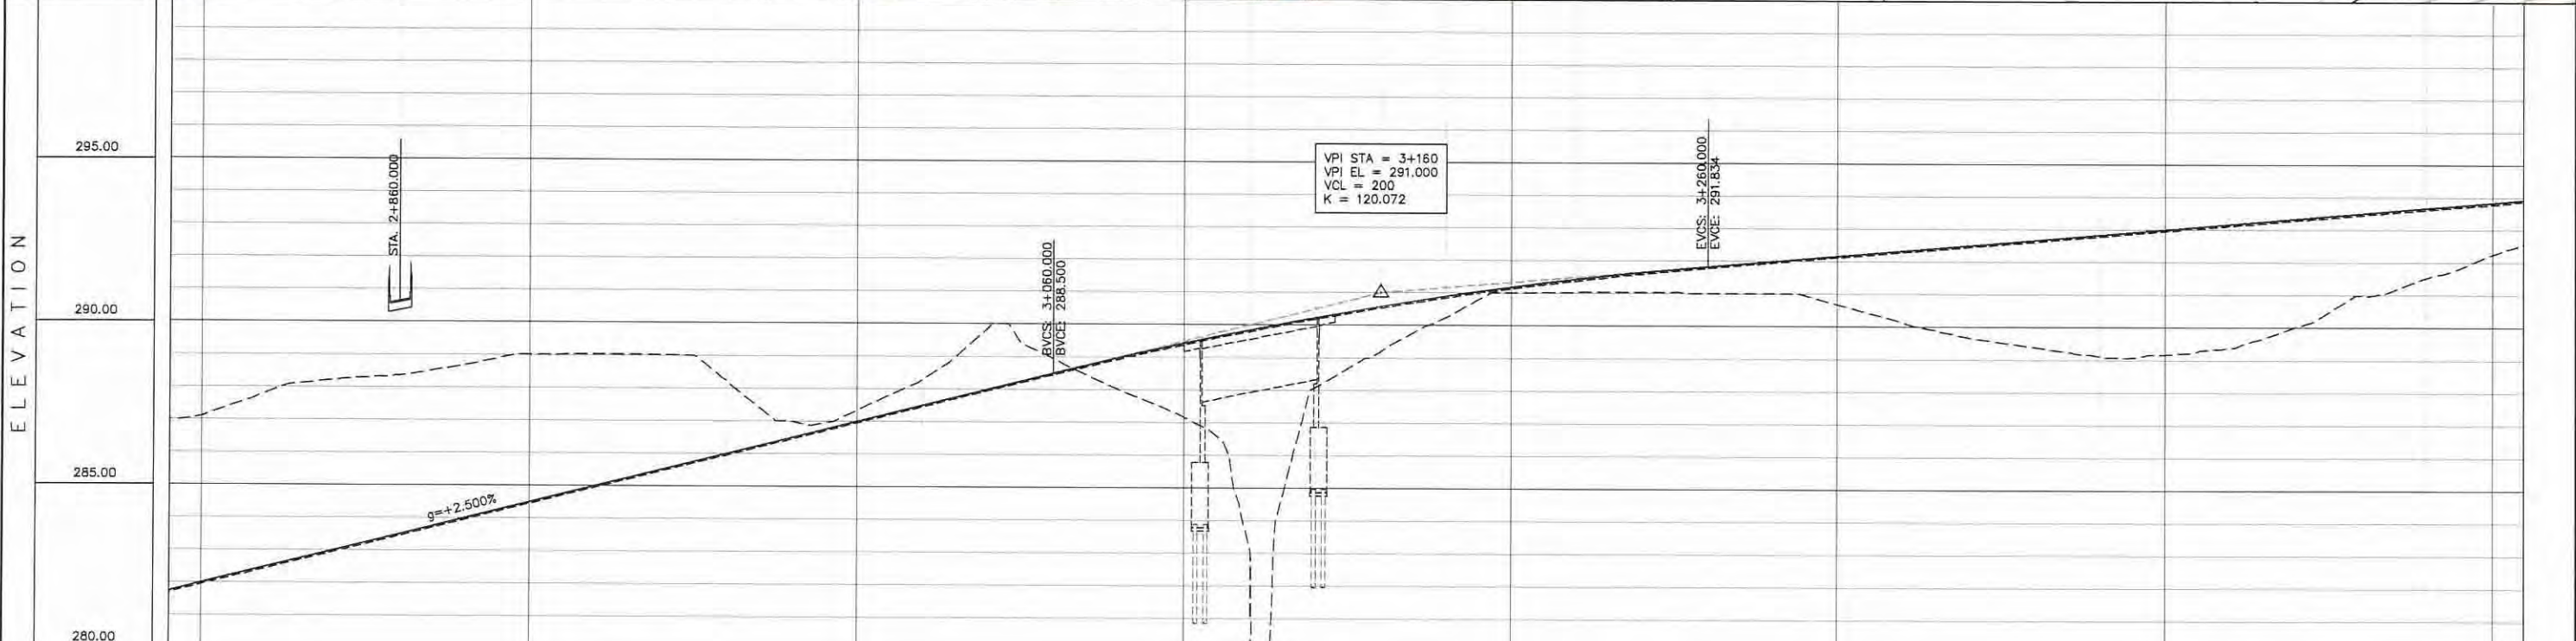 ELEVATION
295.00
290.00
285.00
280.00
STA. 2+860.000
g=+2.500%
BVCS: 3+060.000
BVCE: 288.500
VPI STA = 3+160
VPI EL = 291.000
VCL = 200
K = 120.072
EVCS: 3+260.000
EVCE: 291.834